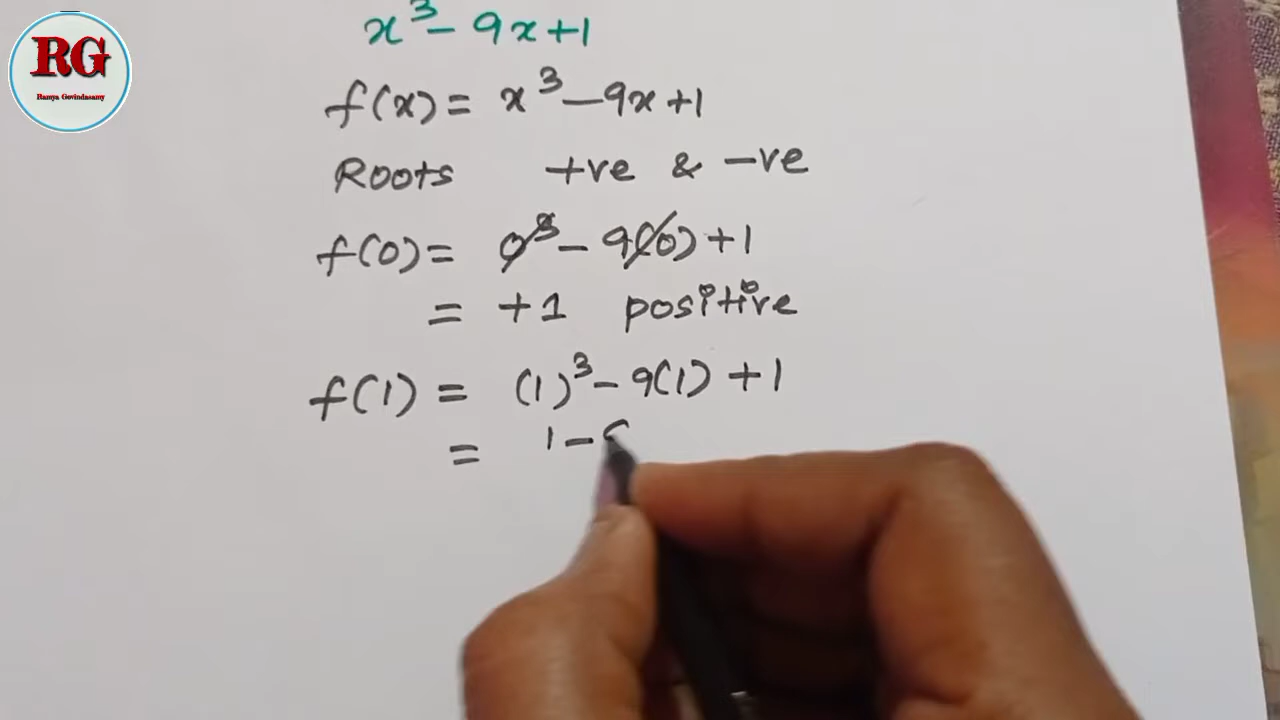 RG
Ramya Govindasamy
x³ - 9x + 1
f(x) = x³ - 9x + 1
Roots +ve & -ve
f(0) = 0³ - 9(0) + 1
= +1 positive
f(1) = (1)³ - 9(1) + 1
= 1 -